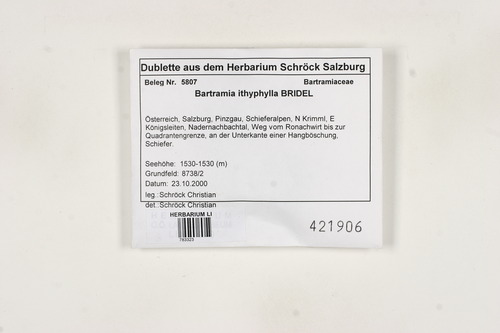 Dublette aus dem Herbarium Schröck Salzburg
Beleg Nr. 5807 Bartramiaceae
Bartramia ithyphylla BRIDEL
Österreich, Salzburg, Pinzgau, Schieferalpen, N Krimml, E
Königsleiten, Nadernachbachtal, Weg vom Ronachwirt bis zur
Quadrantengrenze, an der Unterkante einer Hangböschung,
Schiefer.
Seehöhe: 1530-1530 (m)
Grundfeld: 8738/2
Datum: 23.10.2000
leg.:Schröck Christian
det.:Schröck Christian
HERBARIUM LI
783323
421906